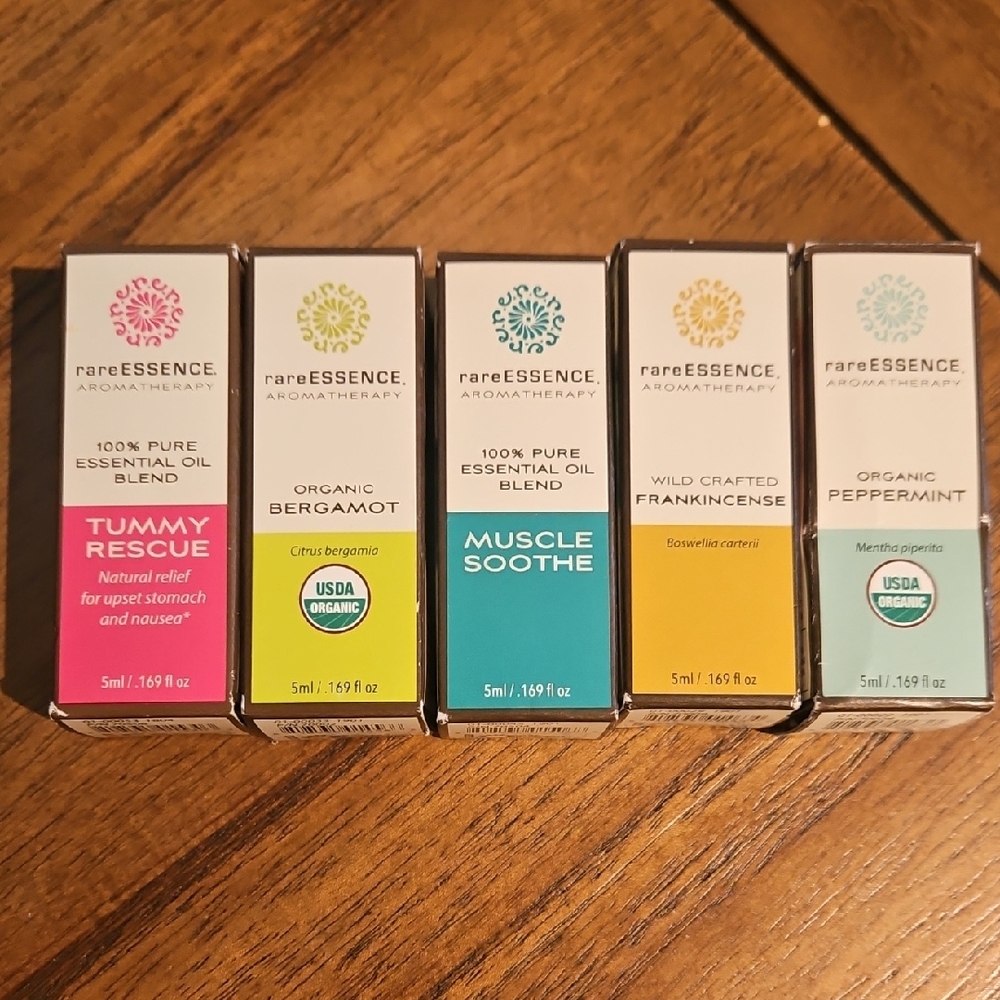 rareESSENCE.
AROMATHERAPY
100% PURE
ESSENTIAL OIL
BLEND
TUMMY
RESCUE
Natural relief
for upset stomach
and nausea*
5ml / .169 fl oz
rareESSENCE.
AROMATHERAPY
ORGANIC
BERGAMOT
Citrus bergamia
USDA
ORGANIC
5ml / .169 fl oz
rareESSENCE.
AROMATHERAPY
100% PURE
ESSENTIAL OIL
BLEND
MUSCLE
SOOTHE
5ml / .169 fl oz
rareESSENCE.
AROMATHERAPY
WILD CRAFTED
FRANKINCENSE
Boswellia carterii
5ml / .169 fl oz
rareESSENCE.
AROMATHERAPY
ORGANIC
PEPPERMINT
Mentha piperita
USDA
ORGANIC
5ml / .169 fl oz